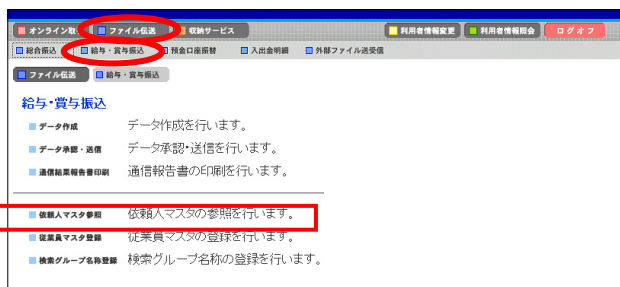 オンライン取 ファイル伝送 収納サービス 利用者情報変更 利用者情報照会 ログオフ
総合振込 給与・賞与振込 預金口座振替 入出金明細 外部ファイル送受信
ファイル伝送 給与・賞与振込
給与・賞与振込
データ作成 データ作成を行います。
データ承認・送信 データ承認・送信を行います。
通信結果報告書印刷 通信報告書の印刷を行います。
依頼人マスタ参照 依頼人マスタの参照を行います。
従業員マスタ登録 従業員マスタの登録を行います。
検索グループ名称登録 検索グループ名称の登録を行います。